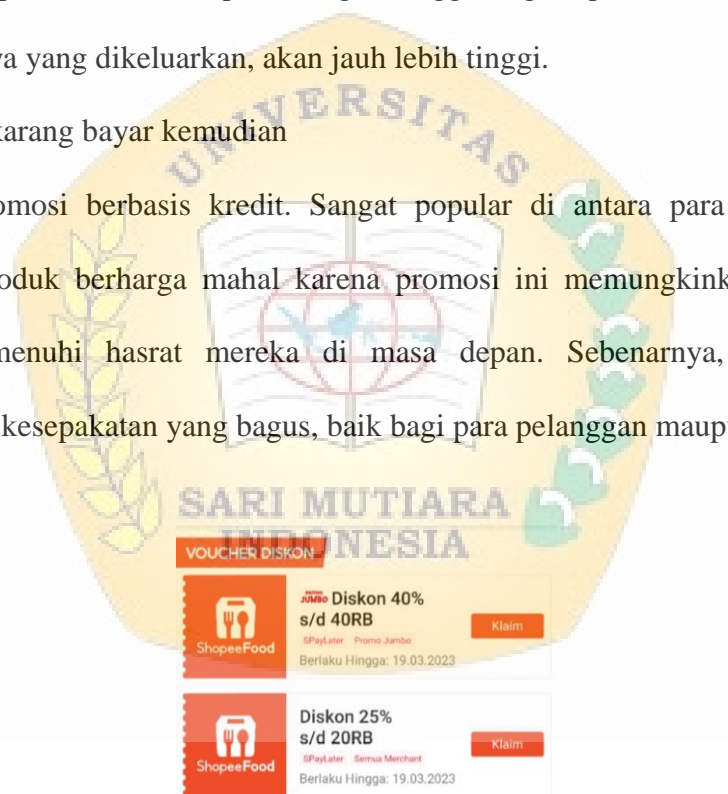 ya yang dikeluarkan, akan jauh lebih tinggi.
karang bayar kemudian
omosi berbasis kredit. Sangat popular di antara para
oduk berharga mahal karena promosi ini memungkink
menuhi hasrat mereka di masa depan. Sebenarnya,
kesepakatan yang bagus, baik bagi para pelanggan maup
UNIVERSITAS
SARI MUTIARA
INDONESIA
VOUCHER DISKON
ShopeeFood
JUMBO Diskon 40%
s/d 40RB
SPayLater Promo Jumbo
Berlaku Hingga: 19.03.2023
Klaim
ShopeeFood
Diskon 25%
s/d 20RB
SPayLater Semua Merchant
Berlaku Hingga: 19.03.2023
Klaim